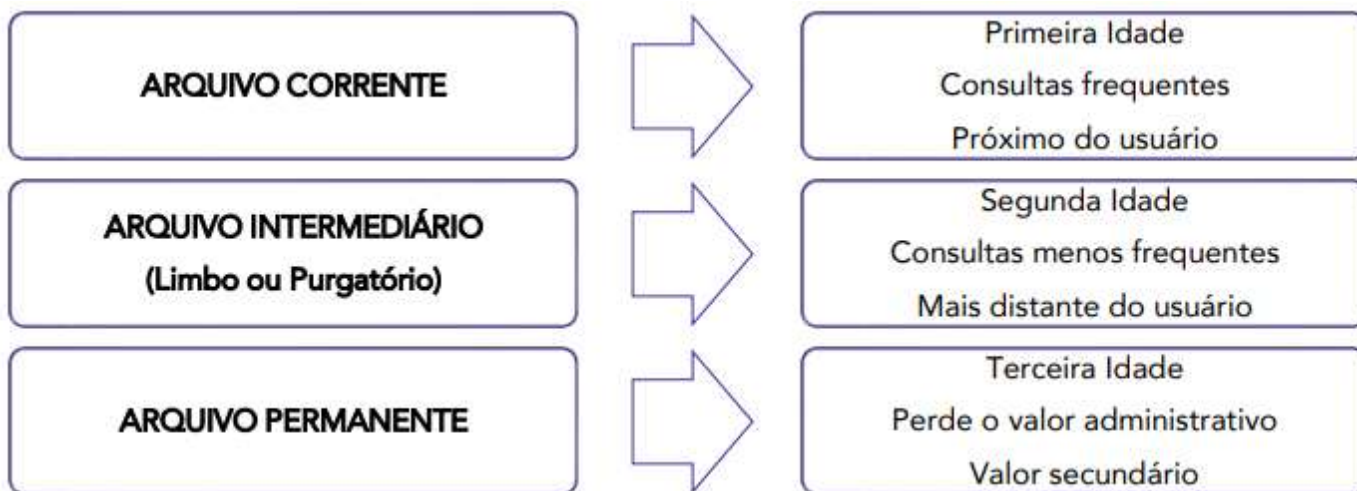 ARQUIVO CORRENTE
Primeira Idade
Consultas frequentes
Próximo do usuário
ARQUIVO INTERMEDIÁRIO
(Limbo ou Purgatório)
Segunda Idade
Consultas menos frequentes
Mais distante do usuário
ARQUIVO PERMANENTE
Terceira Idade
Perde o valor administrativo
Valor secundário